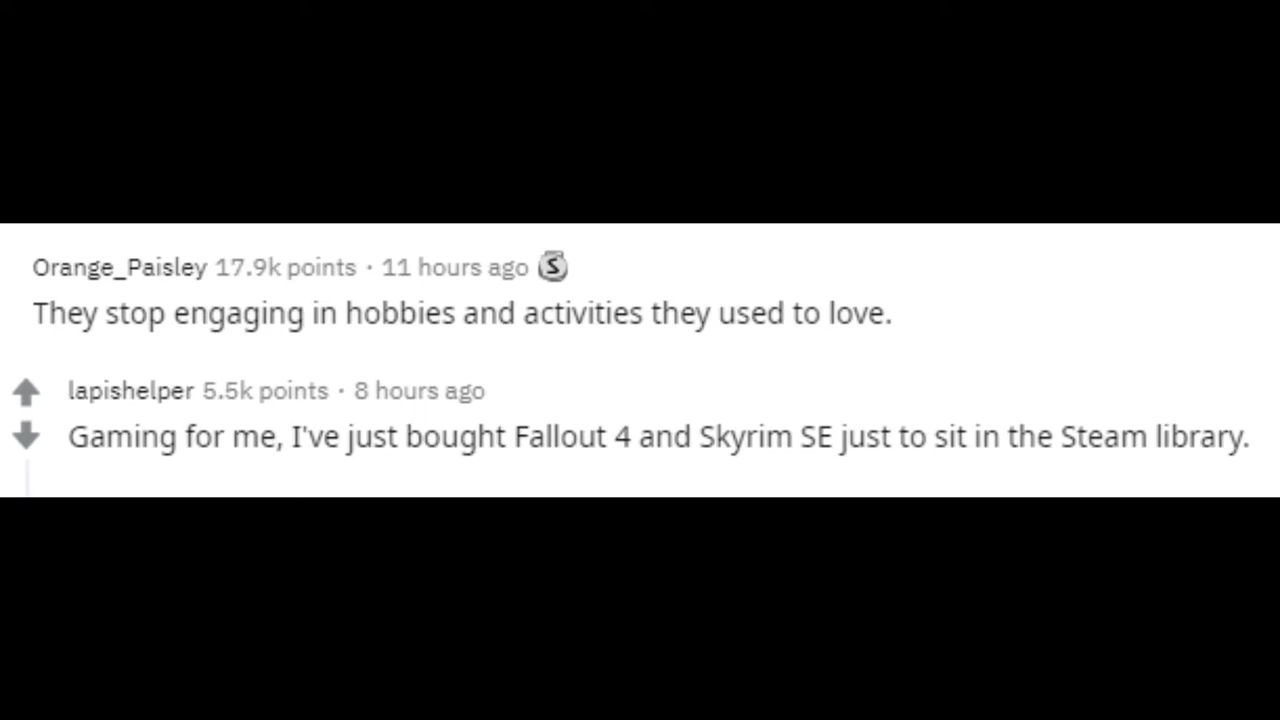 Orange_Paisley 17.9k points · 11 hours ago S
They stop engaging in hobbies and activities they used to love.
lapishelper 5.5k points · 8 hours ago
Gaming for me, I've just bought Fallout 4 and Skyrim SE just to sit in the Steam library.